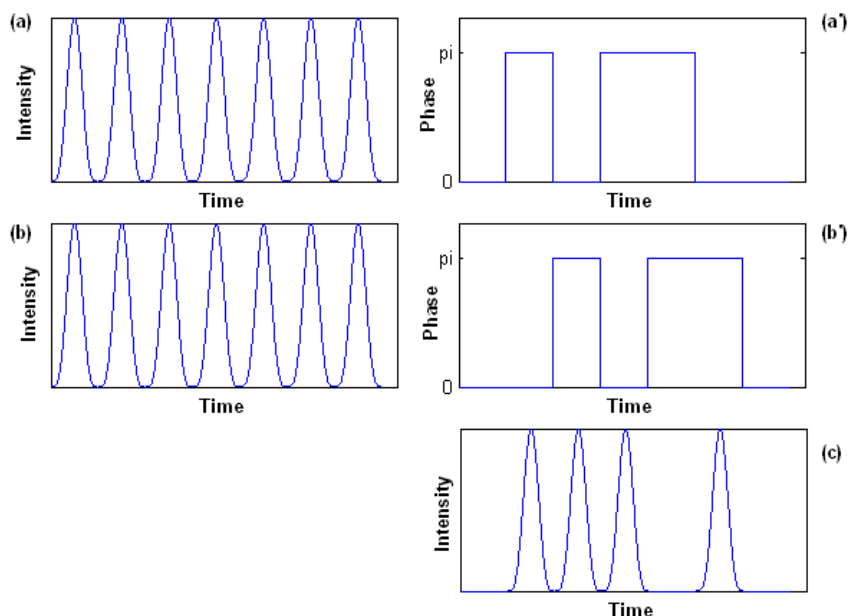 (a)
Intensity
Time
(a')
pi
Phase
0
Time
(b)
Intensity
Time
(b')
pi
Phase
0
Time
(c)
Intensity
Time